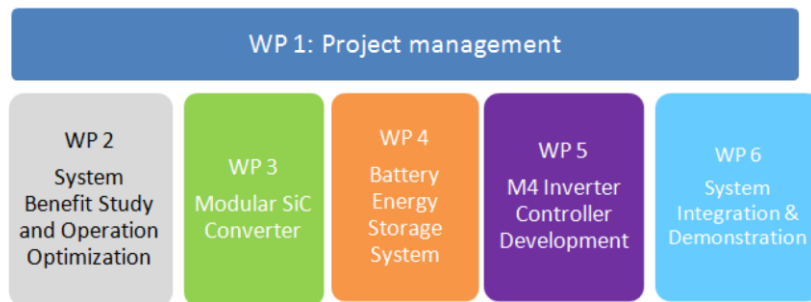 WP 1: Project management
WP 2
System
Benefit Study
and Operation
Optimization
WP 3
Modular SiC
Converter
WP 4
Battery
Energy
Storage
System
WP 5
M4 Inverter
Controller
Development
WP 6
System
Integration &
Demonstration